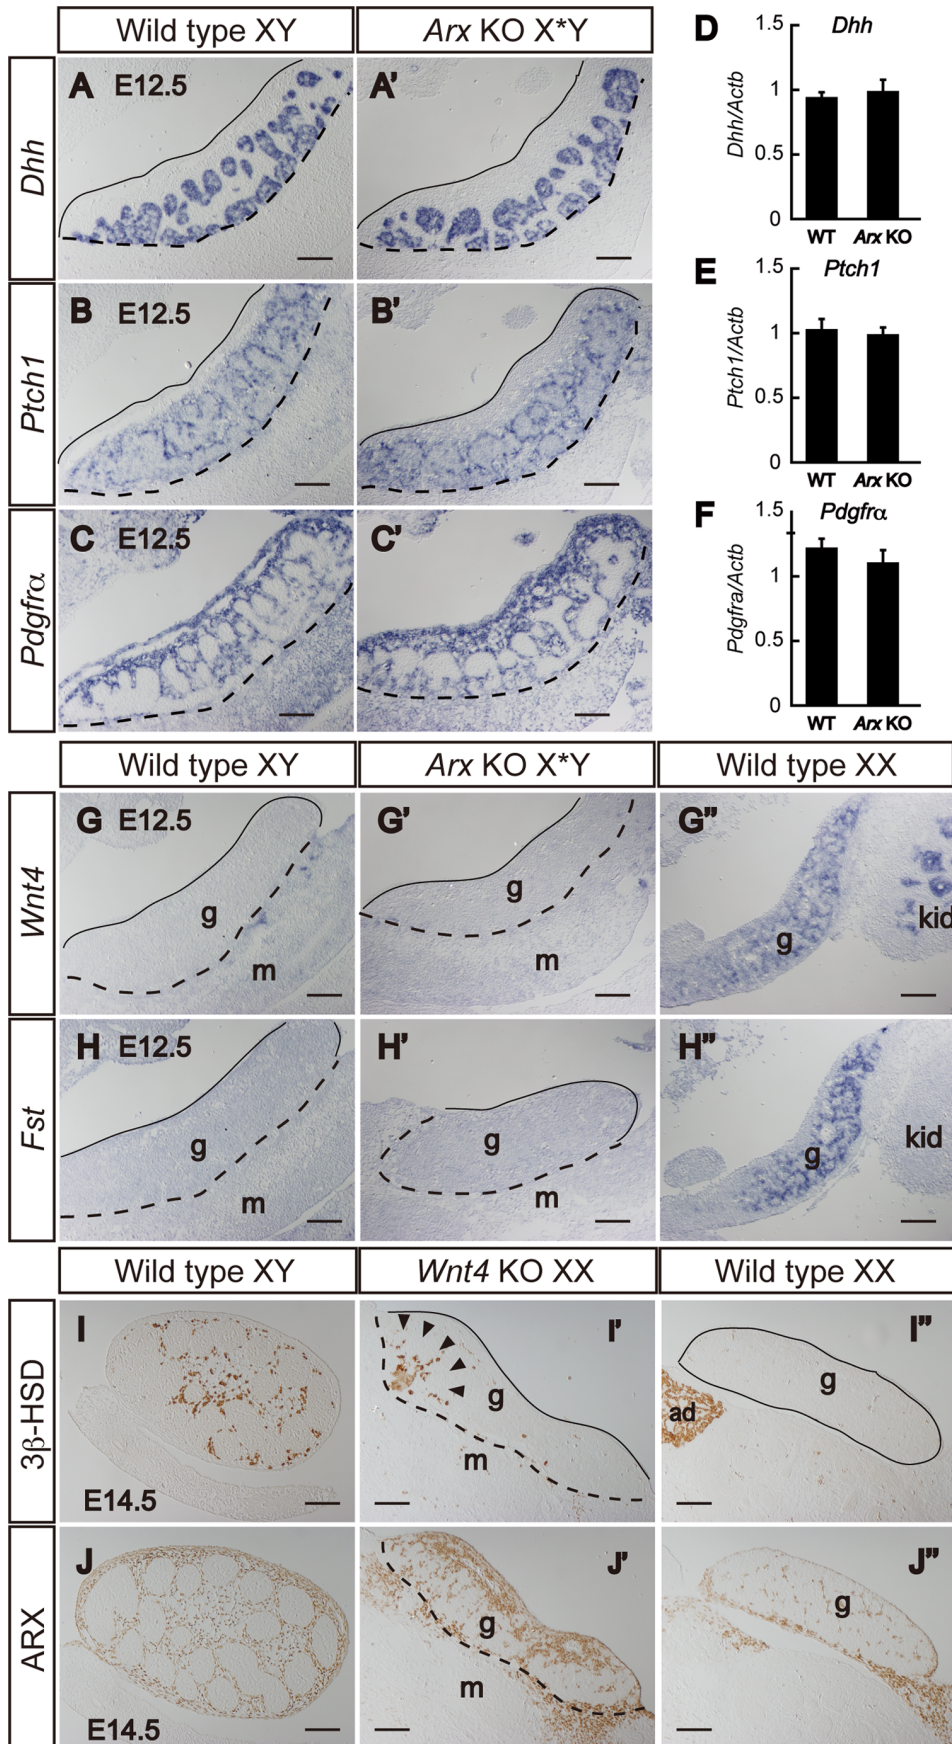 Wild type XY
Arx KO X*Y
Dhh
A E12.5
A'
D Dhh
Dhh/Actb
1.5
1
0.5
0
WT Arx KO
Ptch1
B E12.5
B'
E Ptch1
Ptch1/Actb
1.5
1
0.5
0
WT Arx KO
Pdgfrα
C E12.5
C'
F Pdgfrα
Pdgfra/Actb
1.5
1
0.5
0
WT Arx KO
Wild type XY
Arx KO X*Y
Wild type XX
Wnt4
G E12.5
g
m
G'
g
m
G"
g
kid
Fst
H E12.5
g
m
H'
g
m
H"
g
kid
Wild type XY
Wnt4 KO XX
Wild type XX
3β-HSD
I
E14.5
I'
g
m
I"
g
ad
ARX
J
E14.5
J'
g
m
J"
g